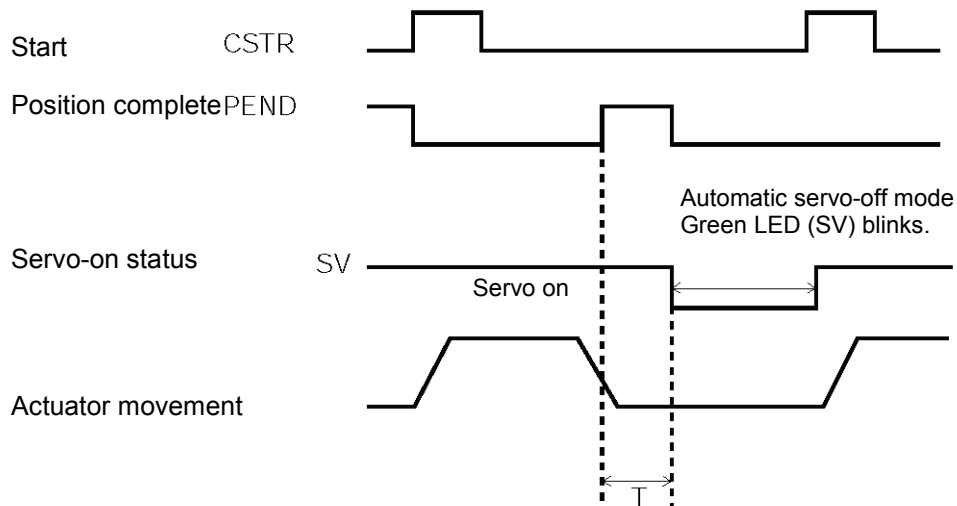 Start CSTR
Position complete PEND
Automatic servo-off mode
Green LED (SV) blinks.
Servo-on status SV
Servo on
Actuator movement
T